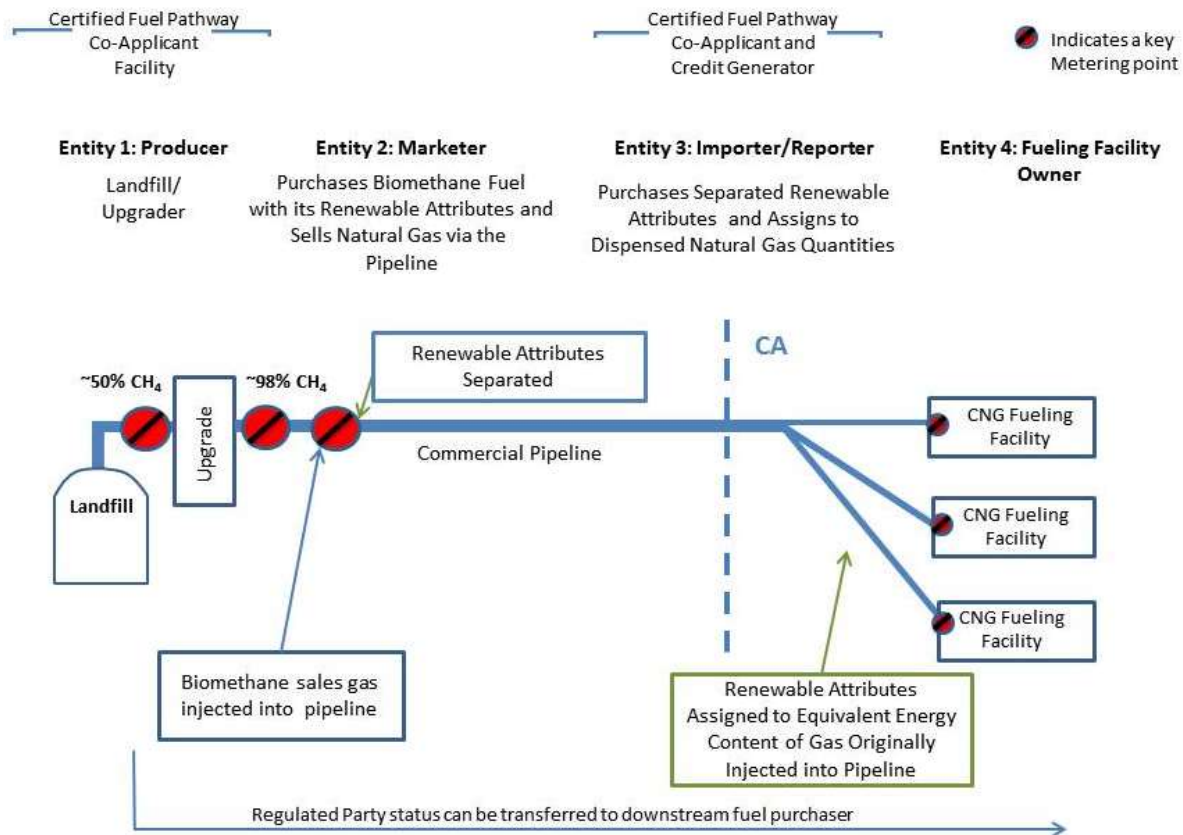 Certified Fuel Pathway
Co-Applicant
Facility
Certified Fuel Pathway
Co-Applicant and
Credit Generator
Indicates a key
Metering point
Entity 1: Producer
Landfill/
Upgrader
Entity 2: Marketer
Purchases Biomethane Fuel
with its Renewable Attributes and
Sells Natural Gas via the
Pipeline
Entity 3: Importer/Reporter
Purchases Separated Renewable
Attributes and Assigns to
Dispensed Natural Gas Quantities
Entity 4: Fueling Facility
Owner
~50% CH₄
Upgrade
~98% CH₄
Renewable Attributes
Separated
CA
Landfill
Commercial Pipeline
CNG Fueling
Facility
CNG Fueling
Facility
CNG Fueling
Facility
Biomethane sales gas
injected into pipeline
Renewable Attributes
Assigned to Equivalent Energy
Content of Gas Originally
Injected into Pipeline
Regulated Party status can be transferred to downstream fuel purchaser